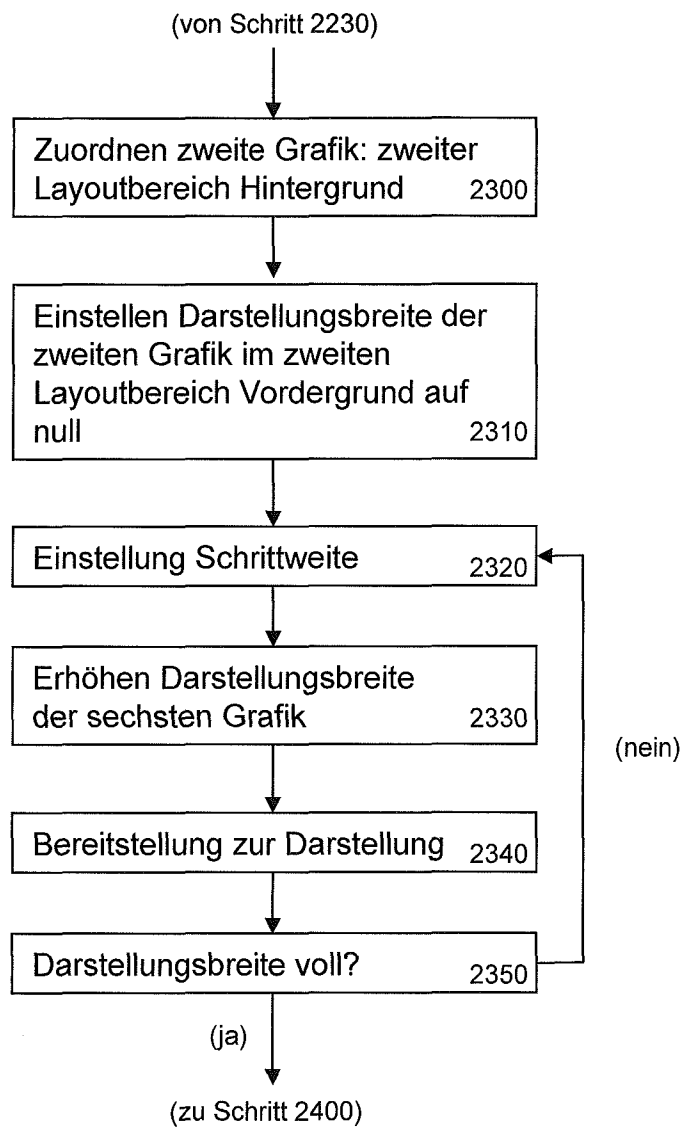 (von Schritt 2230)
Zuordnen zweite Grafik: zweiter
Layoutbereich Hintergrund 2300
Einstellen Darstellungsbreite der
zweiten Grafik im zweiten
Layoutbereich Vordergrund auf
null 2310
Einstellung Schrittweite 2320
Erhöhen Darstellungsbreite
der sechsten Grafik 2330
(nein)
Bereitstellung zur Darstellung 2340
Darstellungsbreite voll? 2350
(ja)
(zu Schritt 2400)